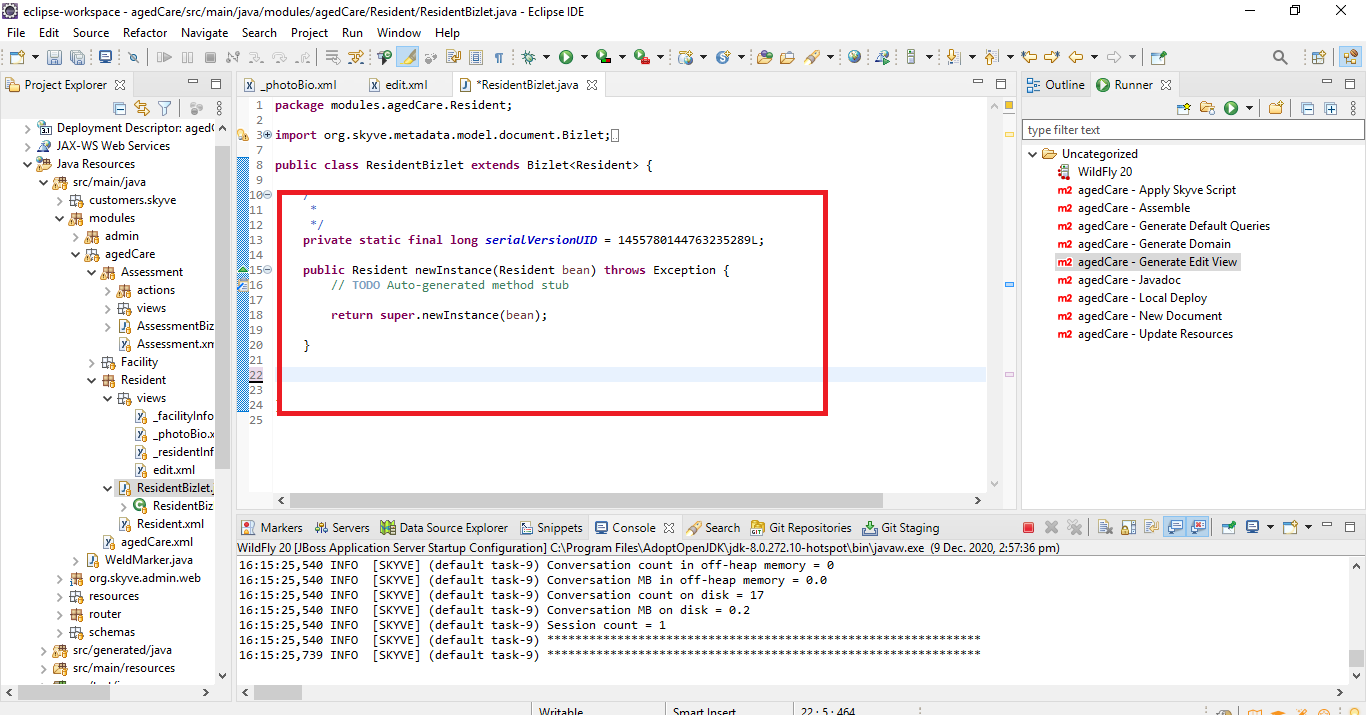 eclipse-workspace - agedCare/src/main/java/modules/agedCare/Resident/ResidentBizlet.java - Eclipse IDE
File Edit Source Refactor Navigate Search Project Run Window Help
Project Explorer
Deployment Descriptor: aged
JAX-WS Web Services
Java Resources
src/main/java
customers.skyve
modules
admin
agedCare
Assessment
actions
views
AssessmentBiz
Assessment.xm
Facility
Resident
views
_facilityInfo
_photoBio.x
_residentInf
edit.xml
ResidentBizlet.
ResidentBiz
Resident.xml
agedCare.xml
WeldMarker.java
org.skyve.admin.web
resources
router
schemas
src/generated/java
src/main/resources
_photoBio.xml edit.xml *ResidentBizlet.java
1 package modules.agedCare.Resident;
2
3 import org.skyve.metadata.model.document.Bizlet;
7
8 public class ResidentBizlet extends Bizlet<Resident> {
9
10
11 *
12 */
13 private static final long serialVersionUID = 1455780144763235289L;
15 public Resident newInstance(Resident bean) throws Exception {
16 // TODO Auto-generated method stub
17
18 return super.newInstance(bean);
19
20 }
21
22
23
24
25
Outline Runner
type filter text
Uncategorized
WildFly 20
m2 agedCare - Apply Skyve Script
m2 agedCare - Assemble
m2 agedCare - Generate Default Queries
m2 agedCare - Generate Domain
m2 agedCare - Generate Edit View
m2 agedCare - Javadoc
m2 agedCare - Local Deploy
m2 agedCare - New Document
m2 agedCare - Update Resources
Markers Servers Data Source Explorer Snippets Console Search Git Repositories Git Staging
WildFly 20 [JBoss Application Server Startup Configuration] C:\Program Files\AdoptOpenJDK\jdk-8.0.272.10-hotspot\bin\javaw.exe (9 Dec. 2020, 2:57:36 pm)
16:15:25,540 INFO [SKYVE] (default task-9) Conversation count in off-heap memory = 0
16:15:25,540 INFO [SKYVE] (default task-9) Conversation MB in off-heap memory = 0.0
16:15:25,540 INFO [SKYVE] (default task-9) Conversation count on disk = 17
16:15:25,540 INFO [SKYVE] (default task-9) Conversation MB on disk = 0.2
16:15:25,540 INFO [SKYVE] (default task-9) Session count = 1
16:15:25,540 INFO [SKYVE] (default task-9) **************************************************************
16:15:25,739 INFO [SKYVE] (default task-9) **************************************************************
Writable Smart Insert 22 : 5 : 464